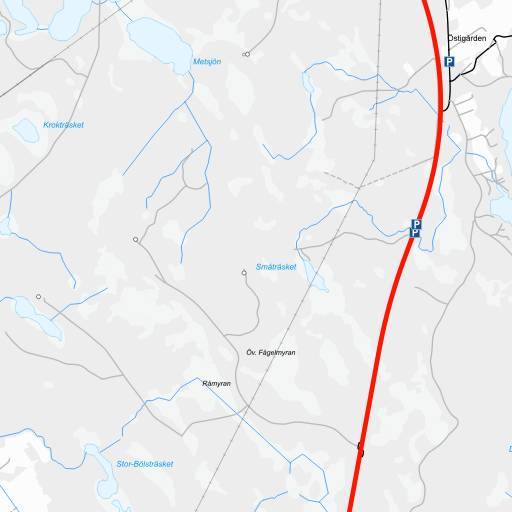 Östigården
P
Metsjön
Krokträsket
P
P
Småträsket
Öv. Fågelmyran
Råmyran
Stor-Bölsträsket